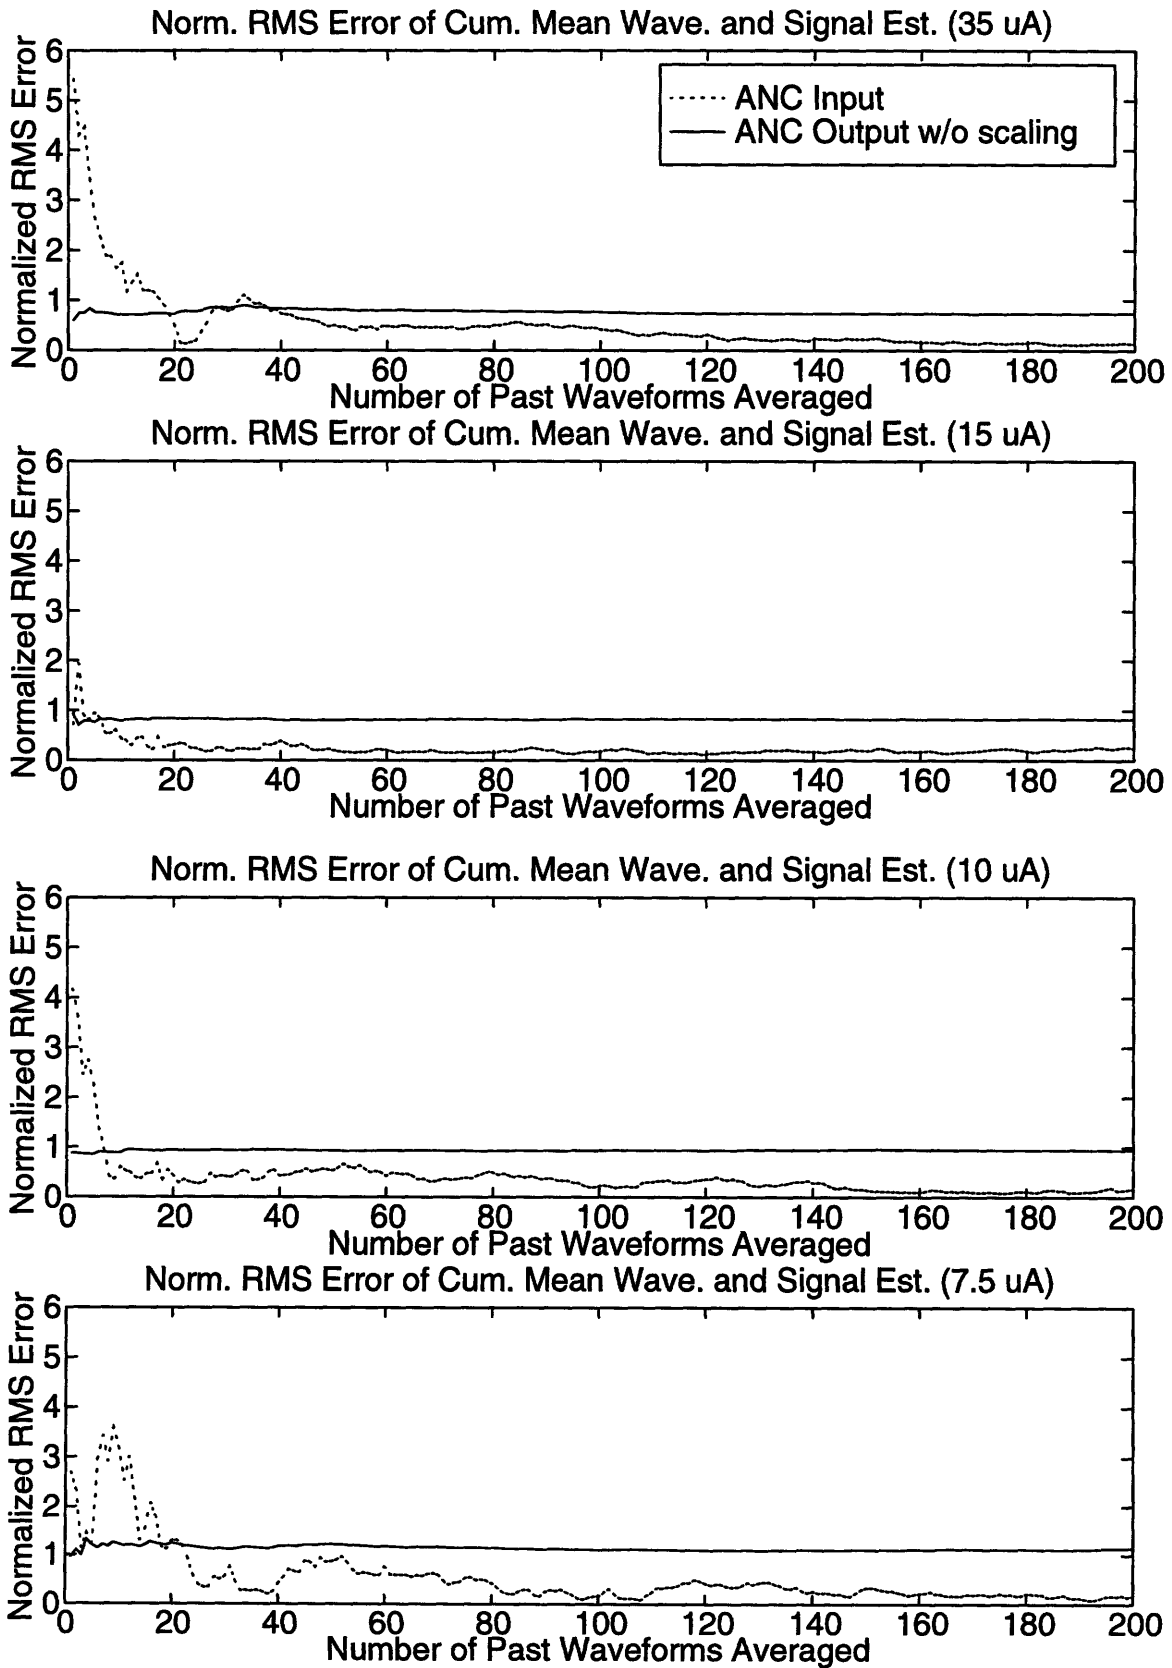 Norm. RMS Error of Cum. Mean Wave. and Signal Est. (35 uA)
Normalized RMS Error
6
5
4
3
2
1
0
ANC Input
ANC Output w/o scaling
0 20 40 60 80 100 120 140 160 180 200
Number of Past Waveforms Averaged
Norm. RMS Error of Cum. Mean Wave. and Signal Est. (15 uA)
Normalized RMS Error
6
5
4
3
2
1
0
0 20 40 60 80 100 120 140 160 180 200
Number of Past Waveforms Averaged
Norm. RMS Error of Cum. Mean Wave. and Signal Est. (10 uA)
Normalized RMS Error
6
5
4
3
2
1
0
0 20 40 60 80 100 120 140 160 180 200
Number of Past Waveforms Averaged
Norm. RMS Error of Cum. Mean Wave. and Signal Est. (7.5 uA)
Normalized RMS Error
6
5
4
3
2
1
0
0 20 40 60 80 100 120 140 160 180 200
Number of Past Waveforms Averaged